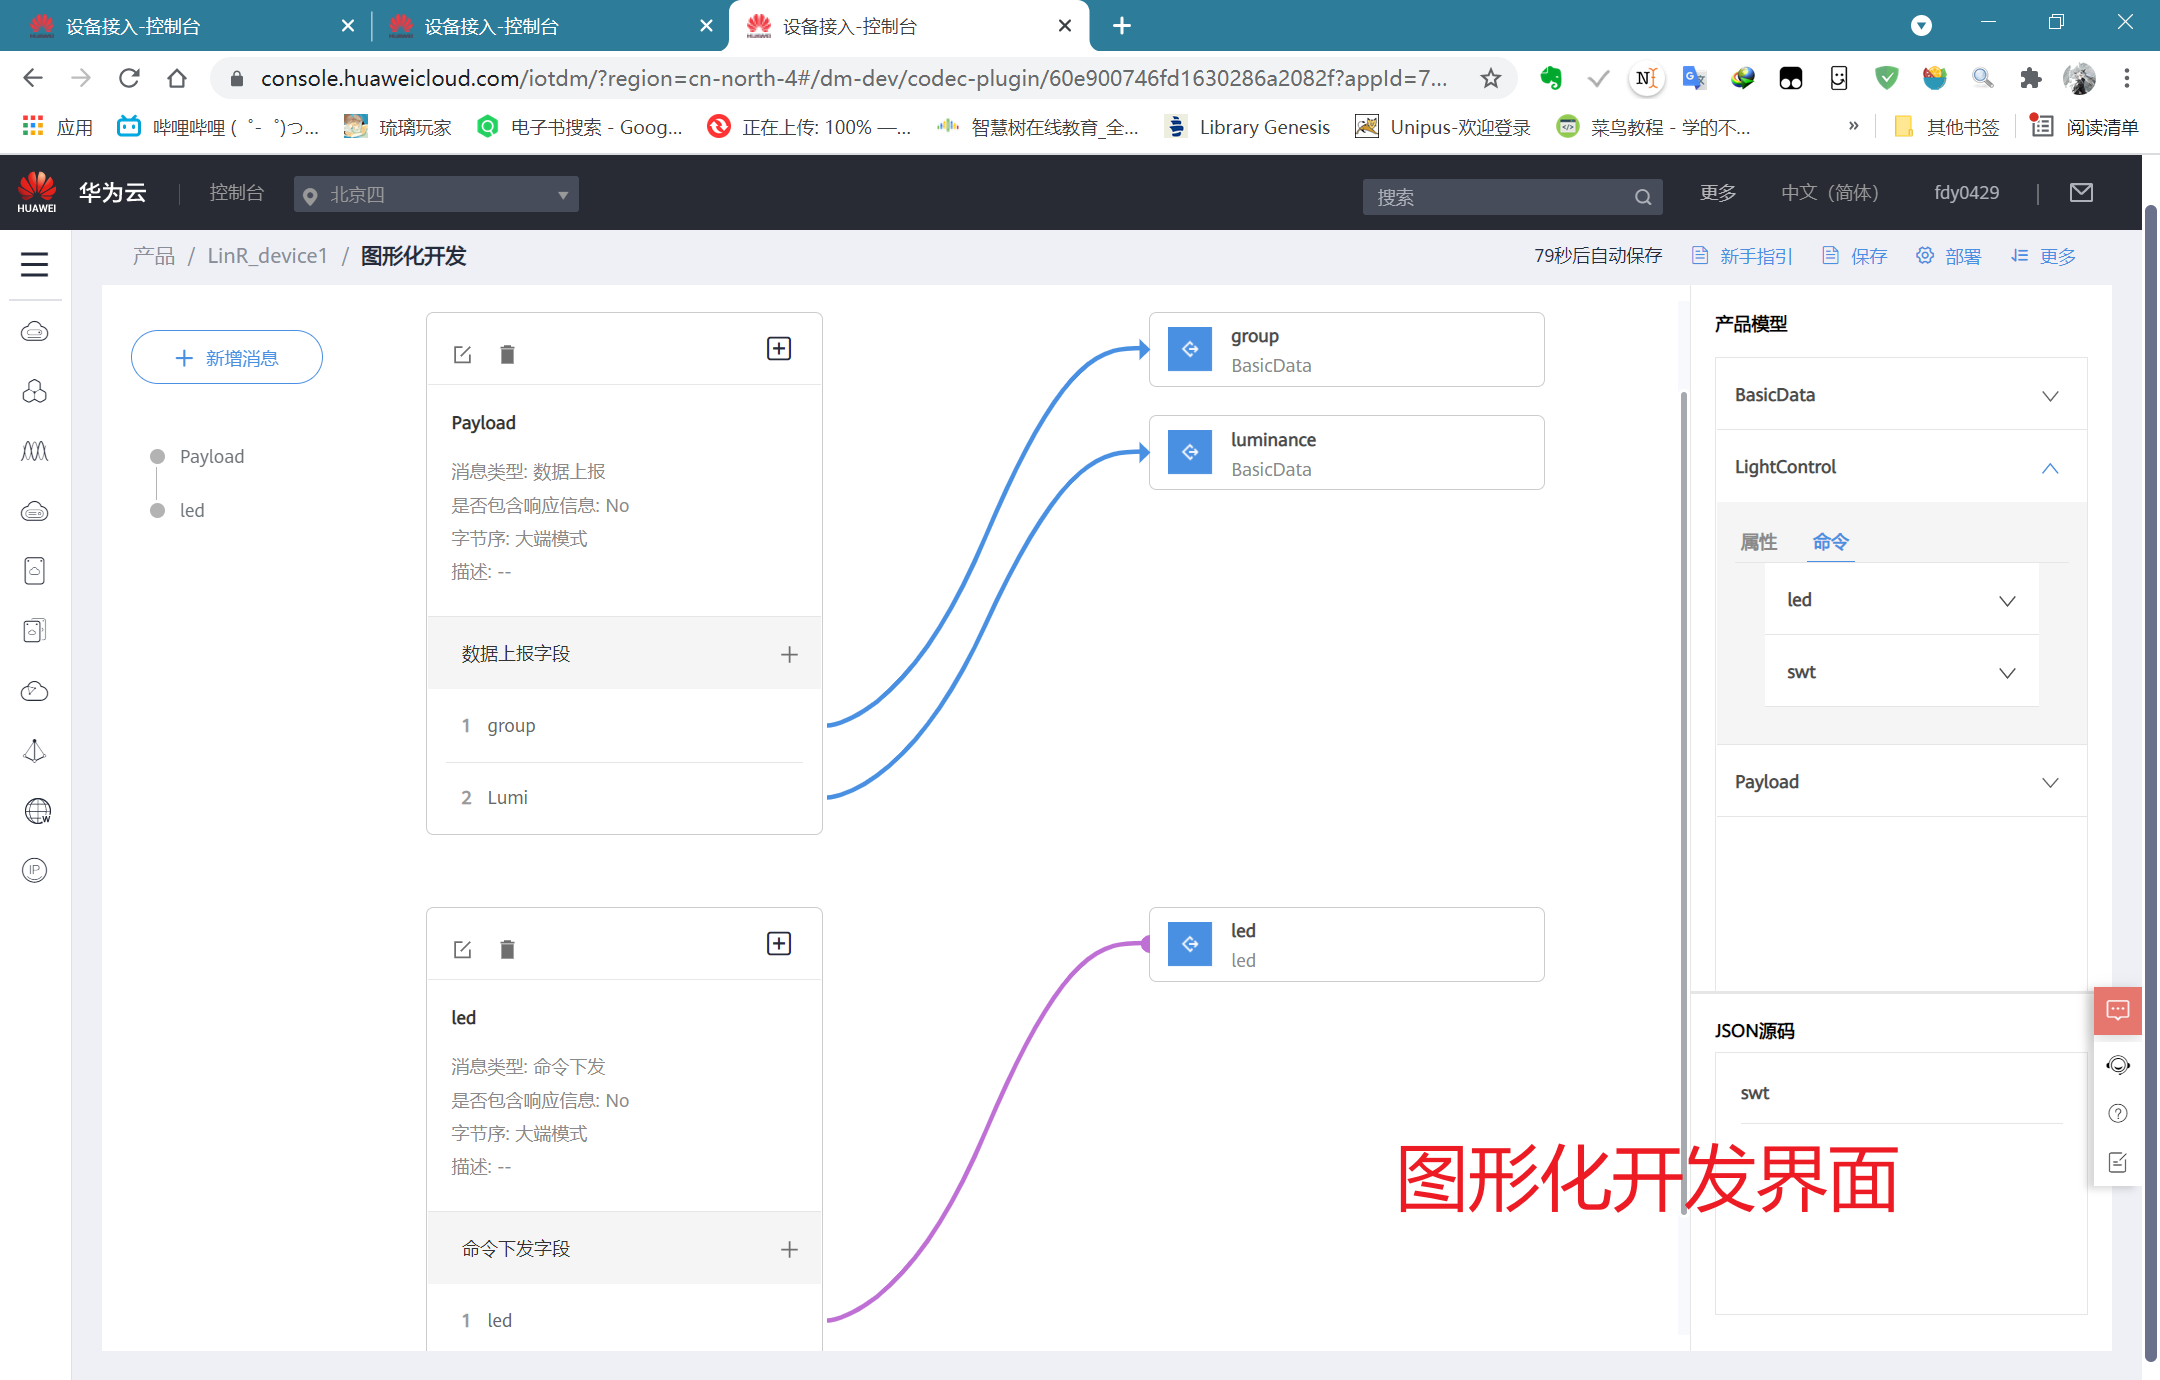 设备接入-控制台
设备接入-控制台
设备接入-控制台
console.huaweicloud.com/iotdm/?region=cn-north-4#/dm-dev/codec-plugin/60e900746fd1630286a2082f?appId=7...
应用
哔哩哔哩 (゜-゜)つ...
琉璃玩家
电子书搜索 - Goog...
正在上传: 100% —...
智慧树在线教育_全...
Library Genesis
Unipus-欢迎登录
菜鸟教程 - 学的不...
»
其他书签
阅读清单
HUAWEI
华为云
控制台
北京四
搜索
更多
中文（简体）
fdy0429
产品 / LinR_device1 / 图形化开发
79秒后自动保存
新手指引
保存
部署
更多
新增消息
Payload
led
Payload
消息类型: 数据上报
是否包含响应信息: No
字节序: 大端模式
描述: --
数据上报字段
1 group
2 Lumi
group
BasicData
luminance
BasicData
led
消息类型: 命令下发
是否包含响应信息: No
字节序: 大端模式
描述: --
命令下发字段
1 led
led
led
产品模型
BasicData
LightControl
属性
命令
led
swt
Payload
JSON源码
swt
图形化开发界面